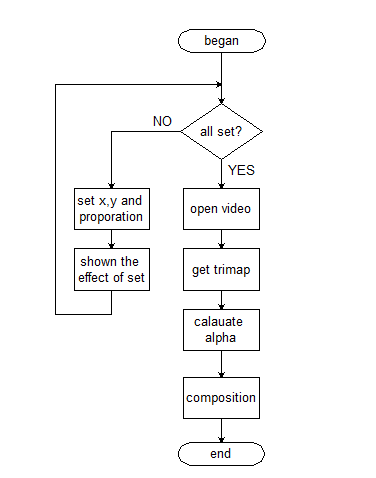 began
all set?
NO
YES
set x,y and
proporation
open video
shown the
effect of set
get trimap
calauate
alpha
composition
end